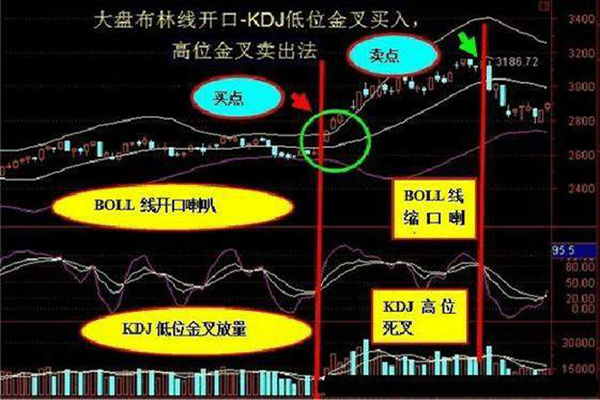 大盘布林线开口-KDJ低位金叉买入,
高位金叉卖出法
3400
卖点
3186.72
3200
3000
买点
2800
2600
2400
BOLL 线开口喇叭
BOLL 线
缩 口 喇
95.5
80.00
50.00
20.00
0.00
KDJ 低位金叉放量
KDJ 高 位
死叉
30000
15000